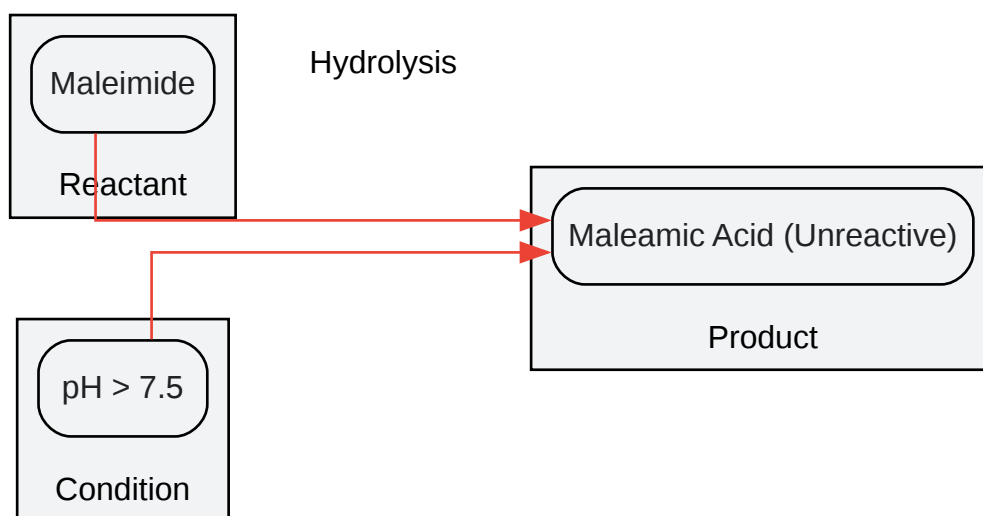 Maleimide
Reactant
Hydrolysis
Maleamic Acid (Unreactive)
Product
pH > 7.5
Condition